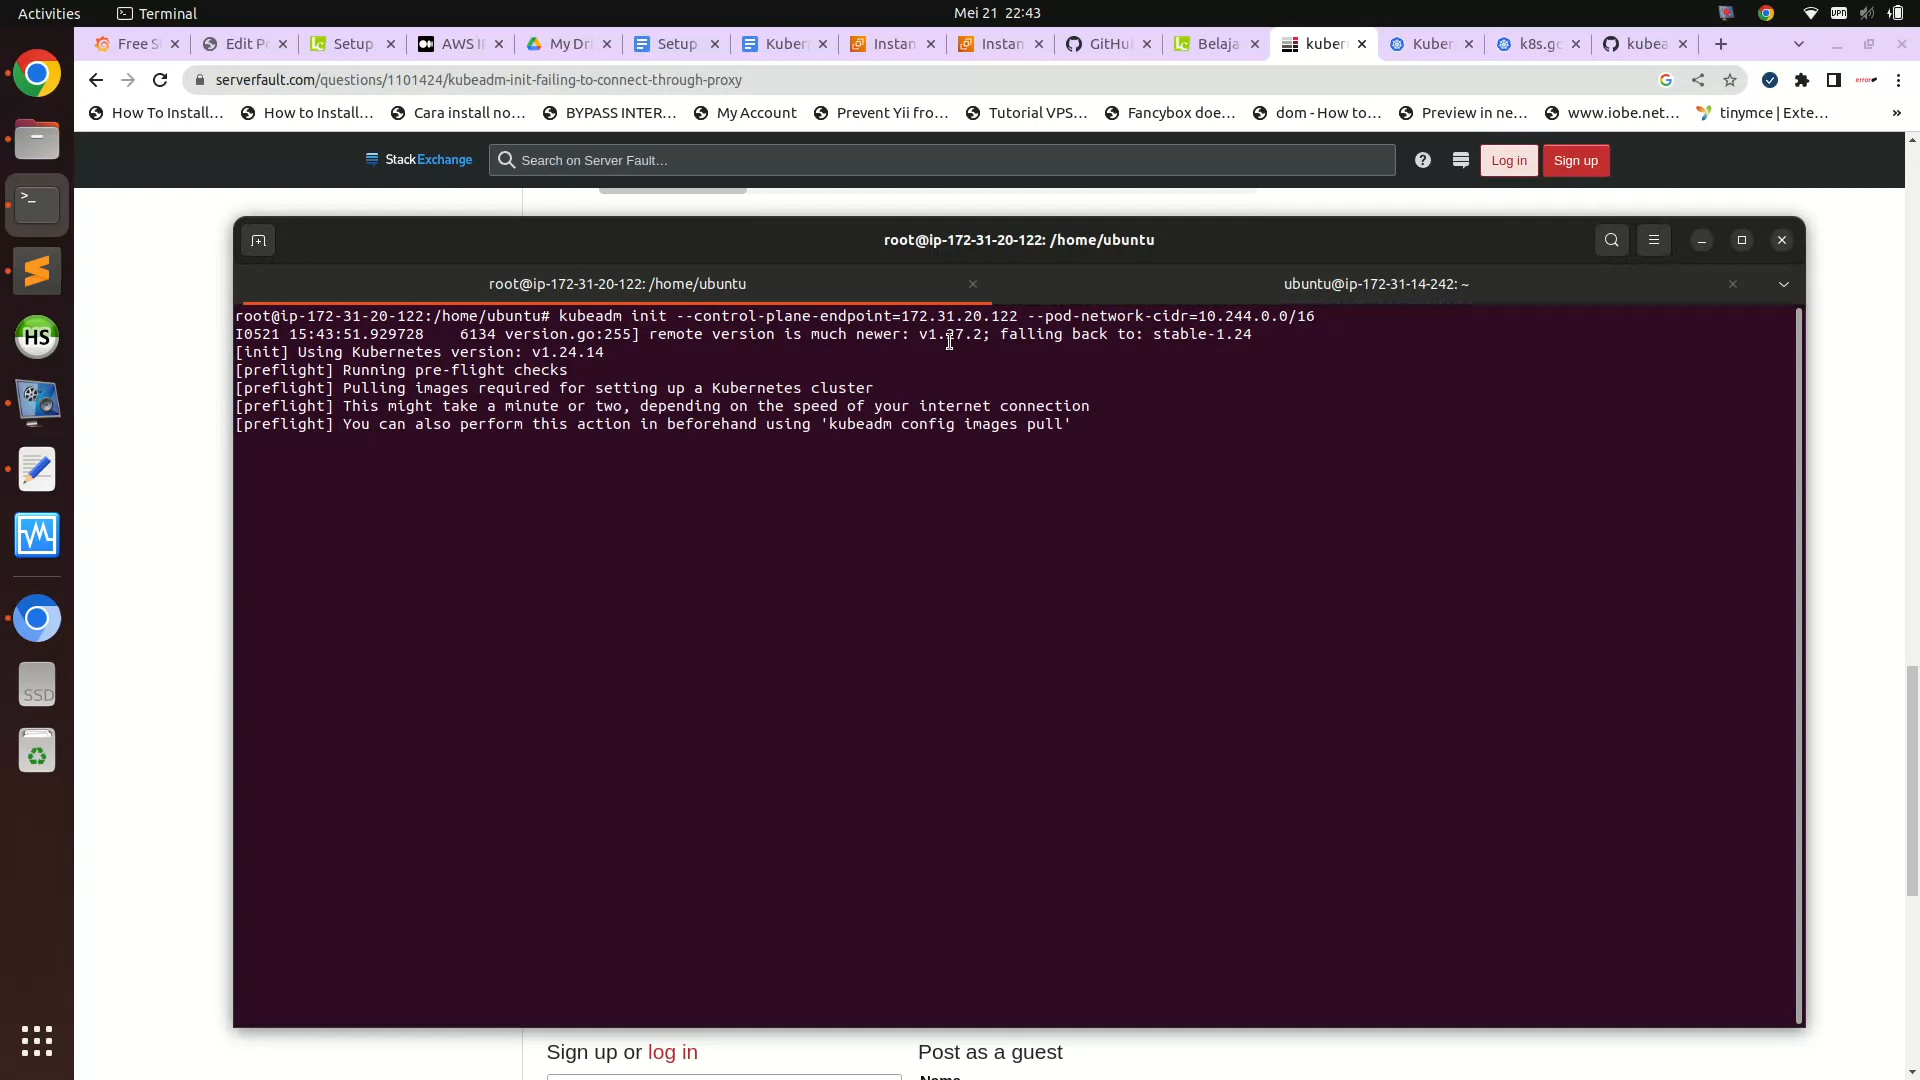 Activities
Terminal
Mei 21 22:43
VPN
Free S
Edit P
Setup
AWS I
My Dri
Setup
Kuber
Instan
Instan
GitHu
Belaja
kuber
Kuber
k8s.gc
kubea
serverfault.com/questions/1101424/kubeadm-init-failing-to-connect-through-proxy
How To Install…
How to Install…
Cara install no…
BYPASS INTER…
My Account
Prevent Yii fro…
Tutorial VPS…
Fancybox doe…
dom - How to…
Preview in ne…
www.iobe.net…
tinymce | Exte…
»
StackExchange
Search on Server Fault…
Log in
Sign up
root@ip-172-31-20-122: /home/ubuntu
root@ip-172-31-20-122: /home/ubuntu
ubuntu@ip-172-31-14-242: ~
root@ip-172-31-20-122:/home/ubuntu# kubeadm init --control-plane-endpoint=172.31.20.122 --pod-network-cidr=10.244.0.0/16
I0521 15:43:51.929728    6134 version.go:255] remote version is much newer: v1.27.2; falling back to: stable-1.24
[init] Using Kubernetes version: v1.24.14
[preflight] Running pre-flight checks
[preflight] Pulling images required for setting up a Kubernetes cluster
[preflight] This might take a minute or two, depending on the speed of your internet connection
[preflight] You can also perform this action in beforehand using 'kubeadm config images pull'
HS
SSD
Sign up or log in
Post as a guest
Name